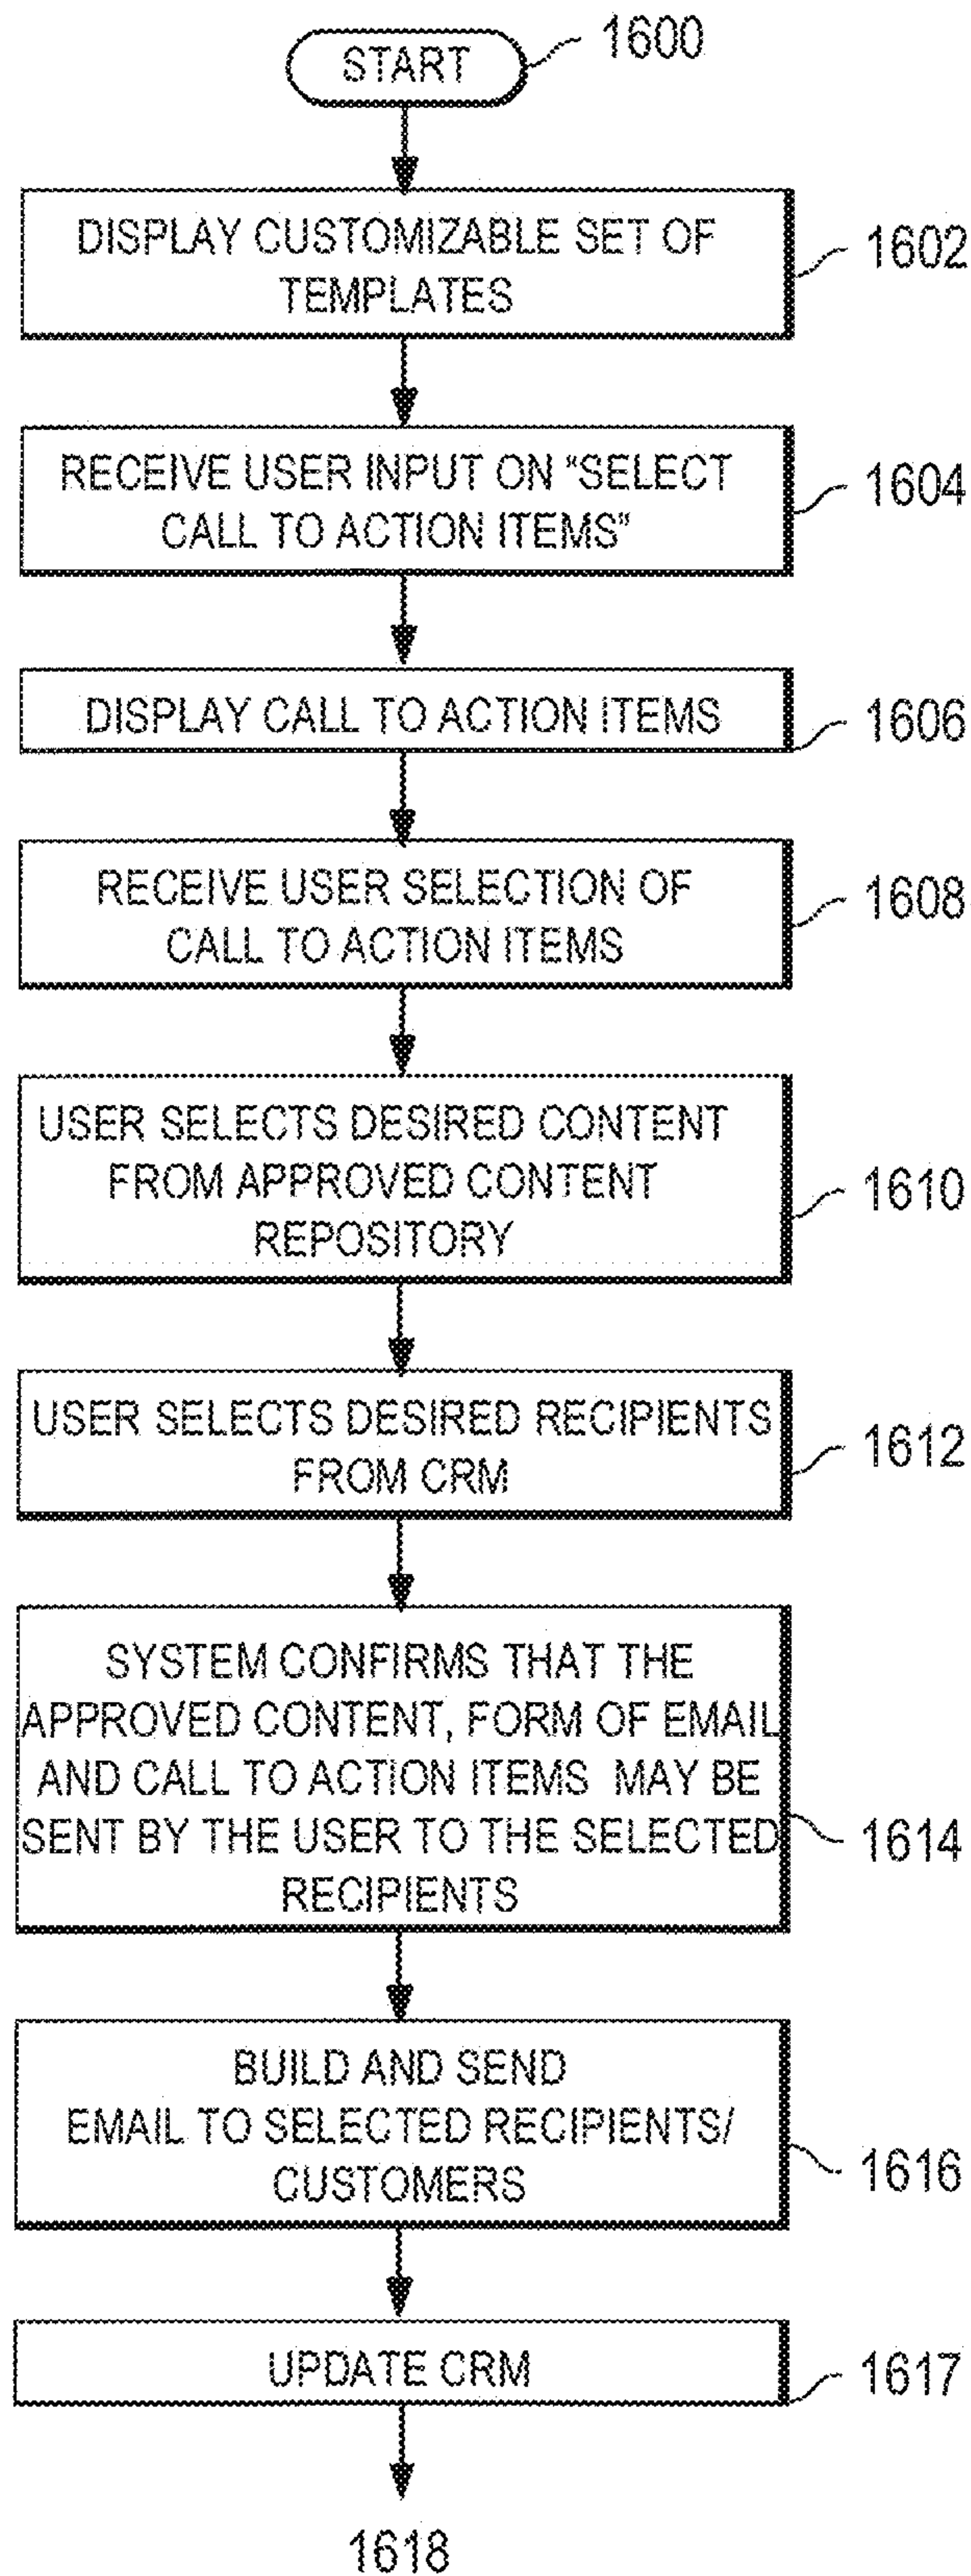 START
1600
DISPLAY CUSTOMIZABLE SET OF
TEMPLATES
1602
RECEIVE USER INPUT ON “SELECT
CALL TO ACTION ITEMS”
1604
DISPLAY CALL TO ACTION ITEMS
1606
RECEIVE USER SELECTION OF
CALL TO ACTION ITEMS
1608
USER SELECTS DESIRED CONTENT
FROM APPROVED CONTENT
REPOSITORY
1610
USER SELECTS DESIRED RECIPIENTS
FROM CRM
1612
SYSTEM CONFIRMS THAT THE
APPROVED CONTENT, FORM OF EMAIL
AND CALL TO ACTION ITEMS MAY BE
SENT BY THE USER TO THE SELECTED
RECIPIENTS
1614
BUILD AND SEND
EMAIL TO SELECTED RECIPIENTS/
CUSTOMERS
1616
UPDATE CRM
1617
1618